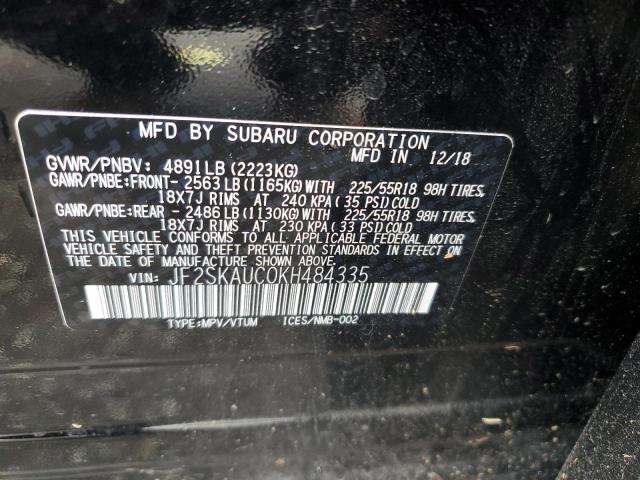 MFD BY SUBARU CORPORATION
GVWR/PNBV: 4891LB (2223KG) MFD IN 12/18
GAWR/PNBE:FRONT- 2563LB(1165KG)WITH 225/55R18 98H TIRES,
18X7J RIMS AT 240 KPA(35 PSI)COLD
GAWR/PNBE:REAR - 2486LB(1130KG)WITH 225/55R18 98H TIRES,
18X7J RIMS AT 230 KPA(33 PSI)COLD
THIS VEHICLE CONFORMS TO ALL APPLICABLE FEDERAL MOTOR
VEHICLE SAFETY AND THEFT PREVENTION STANDARDS IN EFFECT ON
THE DATE OF MANUFACTURE SHOWN ABOVE.
VIN: JF2SKAUC0KH484335
TYPE:MPV/VTUM ICES/NMB-002